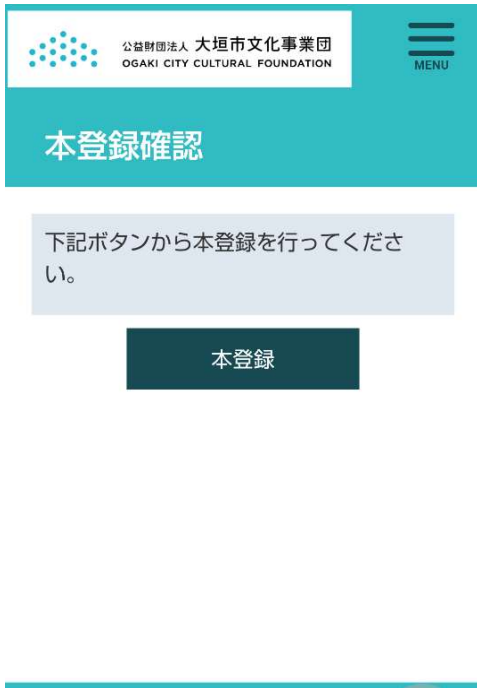 公益財団法人 大垣市文化事業団
OGAKI CITY CULTURAL FOUNDATION
MENU
本登録確認
下記ボタンから本登録を行ってくださ
い。
本登録